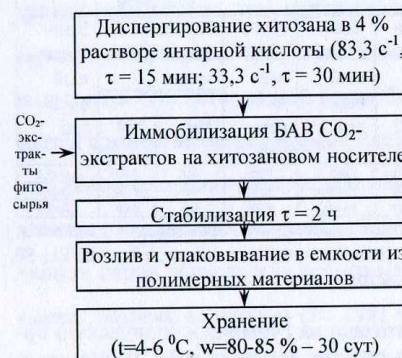 Диспергирование хитозана в 4 %
растворе янтарной кислоты (83,3 с⁻¹,
τ = 15 мин; 33,3 с⁻¹, τ = 30 мин)
CO₂-
экс-
трак-
ты
фито-
сырья
Иммобилизация БАВ CO₂-
экстрактов на хитозановом носителе
Стабилизация τ = 2 ч
Розлив и упаковывание в емкости из
полимерных материалов
Хранение
(t=4-6 ⁰C, w=80-85 % – 30 сут)